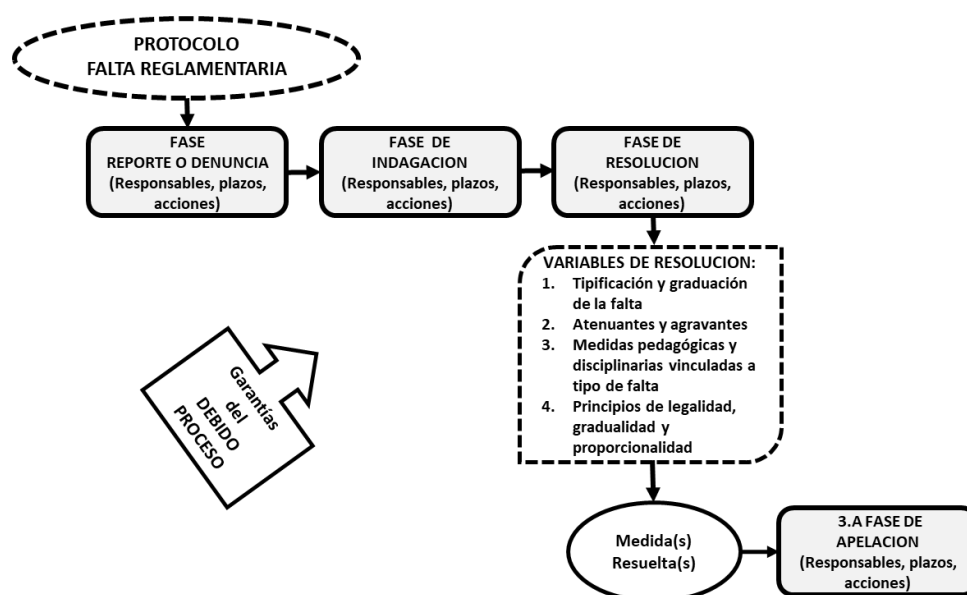 PROTOCOLO
FALTA REGLAMENTARIA
FASE
REPORTE O DENUNCIA
(Responsables, plazos,
acciones)
FASE DE
INDAGACION
(Responsables, plazos,
acciones)
FASE DE
RESOLUCION
(Responsables, plazos,
acciones)
VARIABLES DE RESOLUCION:
1. Tipificación y graduación
de la falta
2. Atenuantes y agravantes
3. Medidas pedagógicas y
disciplinarias vinculadas a
tipo de falta
4. Principios de legalidad,
gradualidad y
proporcionalidad
Garantías
del
DEBIDO
PROCESO
Medida(s)
Resuelta(s)
3.A FASE DE
APELACION
(Responsables, plazos,
acciones)